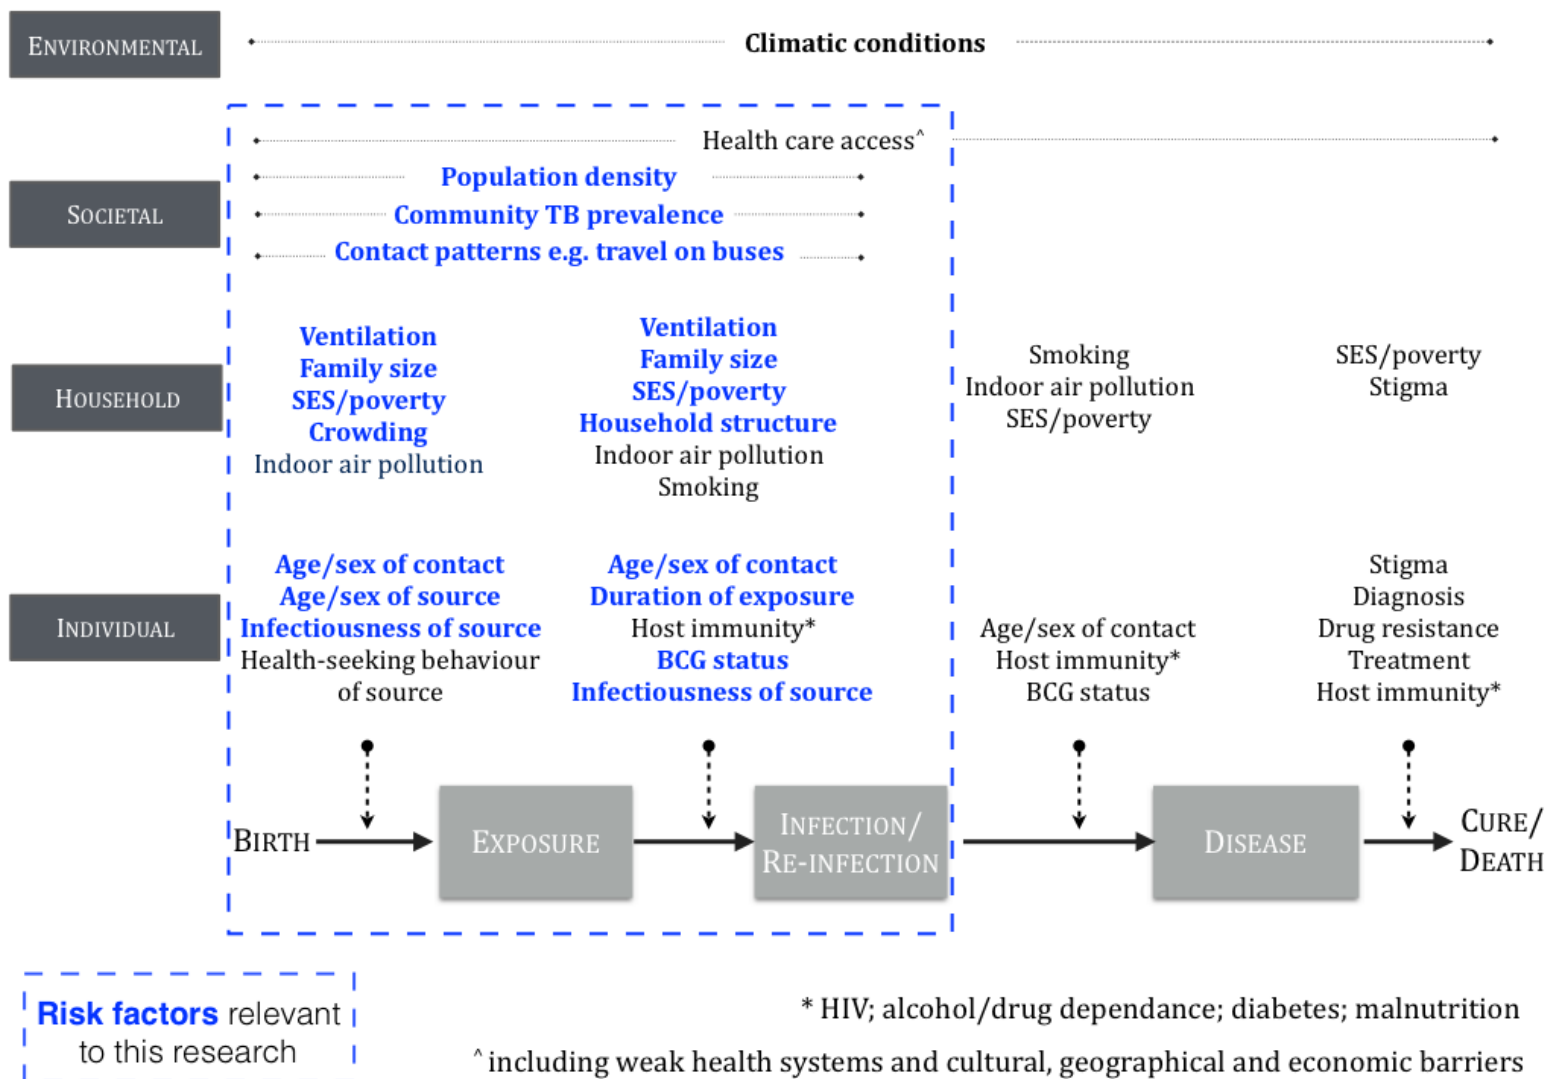 ENVIRONMENTAL
Climatic conditions
Health care access^
SOCIETAL
Population density
Community TB prevalence
Contact patterns e.g. travel on buses
HOUSEHOLD
Ventilation
Family size
SES/poverty
Crowding
Indoor air pollution
Ventilation
Family size
SES/poverty
Household structure
Indoor air pollution
Smoking
Smoking
Indoor air pollution
SES/poverty
SES/poverty
Stigma
INDIVIDUAL
Age/sex of contact
Age/sex of source
Infectiousness of source
Health-seeking behaviour
of source
Age/sex of contact
Duration of exposure
Host immunity*
BCG status
Infectiousness of source
Age/sex of contact
Host immunity*
BCG status
Stigma
Diagnosis
Drug resistance
Treatment
Host immunity*
BIRTH
EXPOSURE
INFECTION/
RE-INFECTION
DISEASE
CURE/
DEATH
Risk factors relevant
to this research
* HIV; alcohol/drug dependance; diabetes; malnutrition
^ including weak health systems and cultural, geographical and economic barriers